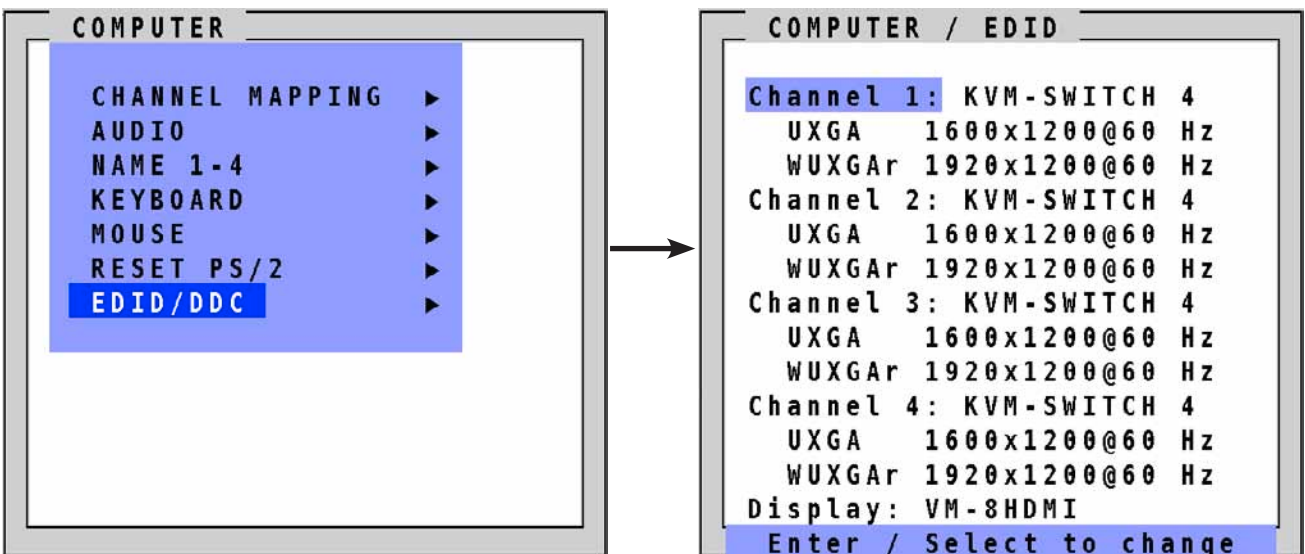 COMPUTER
CHANNEL MAPPING ▶
AUDIO ▶
NAME 1-4 ▶
KEYBOARD ▶
MOUSE ▶
RESET PS/2 ▶
EDID/DDC ▶
COMPUTER / EDID
Channel 1: KVM-SWITCH 4
UXGA 1600x1200@60 Hz
WUXGAr 1920x1200@60 Hz
Channel 2: KVM-SWITCH 4
UXGA 1600x1200@60 Hz
WUXGAr 1920x1200@60 Hz
Channel 3: KVM-SWITCH 4
UXGA 1600x1200@60 Hz
WUXGAr 1920x1200@60 Hz
Channel 4: KVM-SWITCH 4
UXGA 1600x1200@60 Hz
WUXGAr 1920x1200@60 Hz
Display: VM-8HDMI
Enter / Select to change